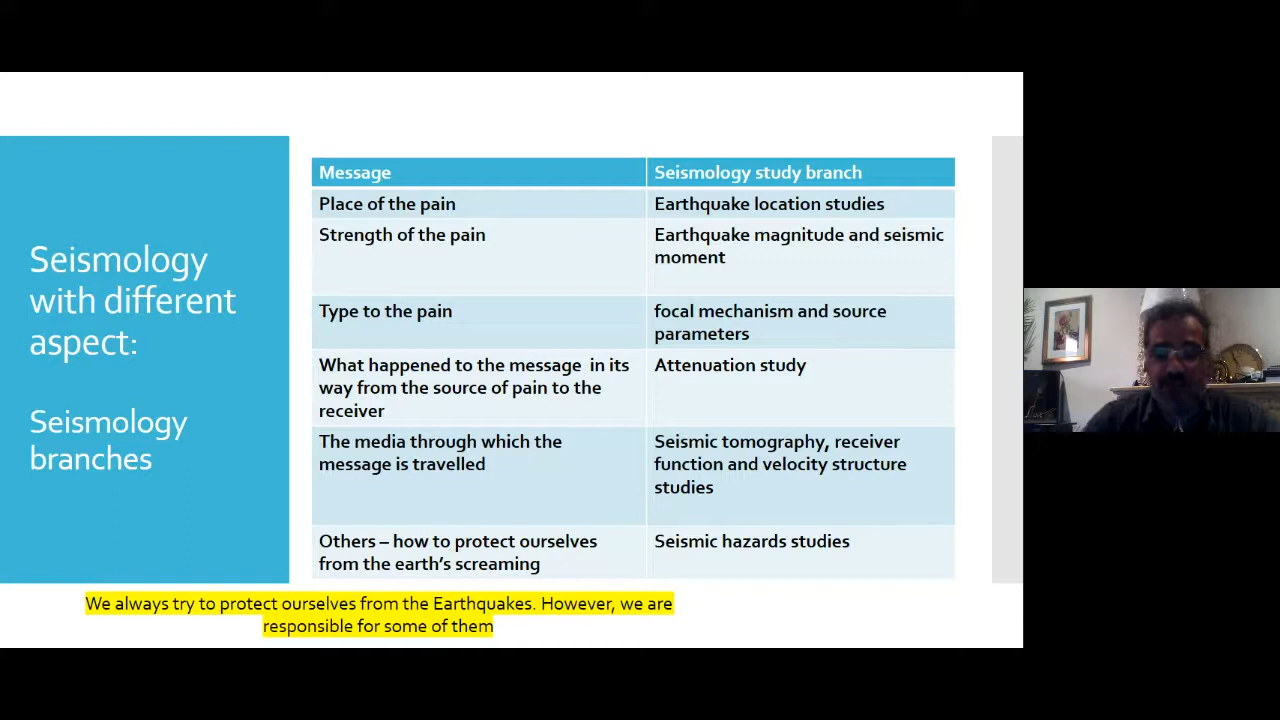 Seismology
with different
aspect:
Seismology
branches
Message
Seismology study branch
Place of the pain
Earthquake location studies
Strength of the pain
Earthquake magnitude and seismic
moment
Type to the pain
focal mechanism and source
parameters
What happened to the message in its
way from the source of pain to the
receiver
Attenuation study
The media through which the
message is travelled
Seismic tomography, receiver
function and velocity structure
studies
Others – how to protect ourselves
from the earth's screaming
Seismic hazards studies
We always try to protect ourselves from the Earthquakes. However, we are
responsible for some of them